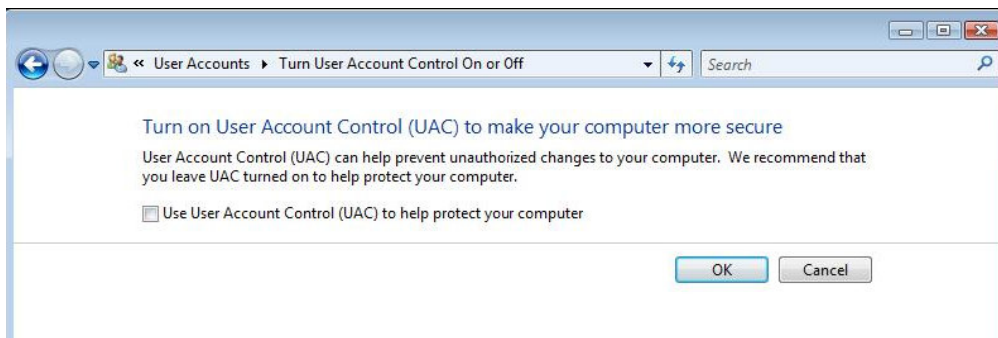 « User Accounts ▸ Turn User Account Control On or Off
Search
Turn on User Account Control (UAC) to make your computer more secure
User Account Control (UAC) can help prevent unauthorized changes to your computer. We recommend that
you leave UAC turned on to help protect your computer.
Use User Account Control (UAC) to help protect your computer
OK
Cancel